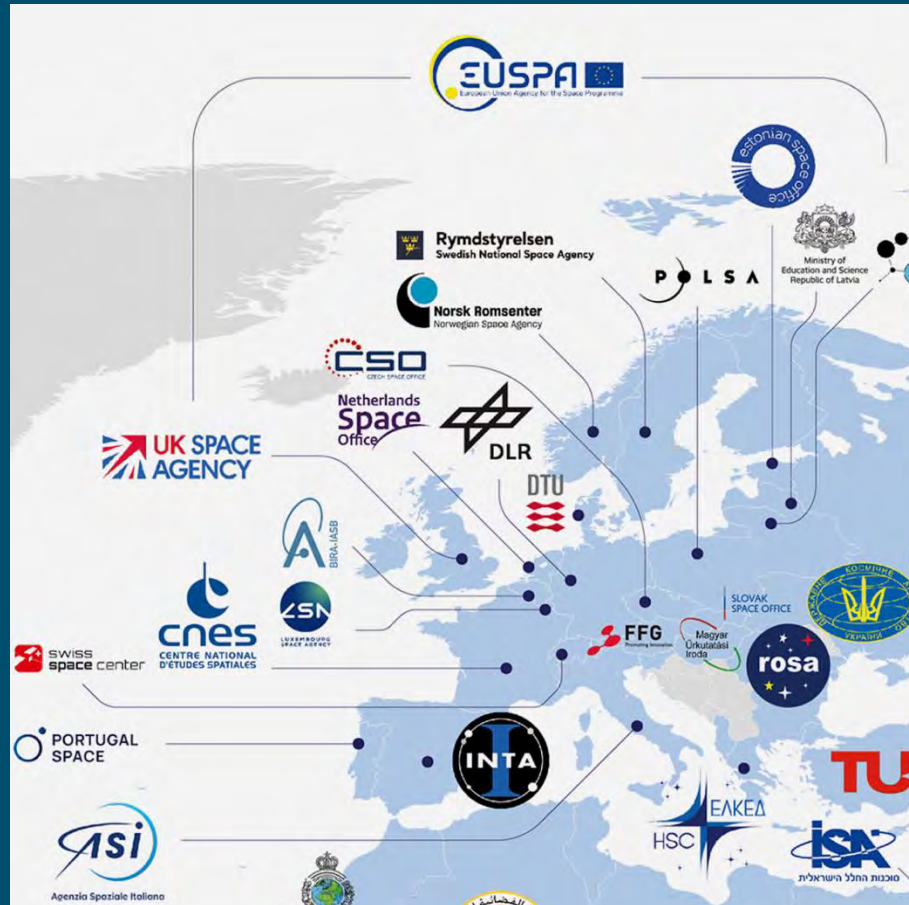 EUSPA
European Union Agency for the Space Programme
estonian space office
Rymdstyrelsen
Swedish National Space Agency
Ministry of
Education and Science
Republic of Latvia
POLSA
Norsk Romsenter
Norwegian Space Agency
CSO
CZECH SPACE OFFICE
Netherlands
Space
Office
DLR
UK SPACE
AGENCY
DTU
BIRA-IASB
LSA
LUXEMBOURG
SPACE AGENCY
cnes
CENTRE NATIONAL
D'ÉTUDES SPATIALES
SLOVAK
SPACE OFFICE
ДЕРЖАВНЕ КОСМІЧНЕ
УКРАЇНИ
FFG
Promoting Innovation
Magyar
Űrkutatási
Iroda
rosa
swiss
space center
PORTUGAL
SPACE
INTA
TU
HSC
ΕΛΚΕΔ
ISA
סוכנות החלל הישראלית
ASI
Agenzia Spaziale Italiana